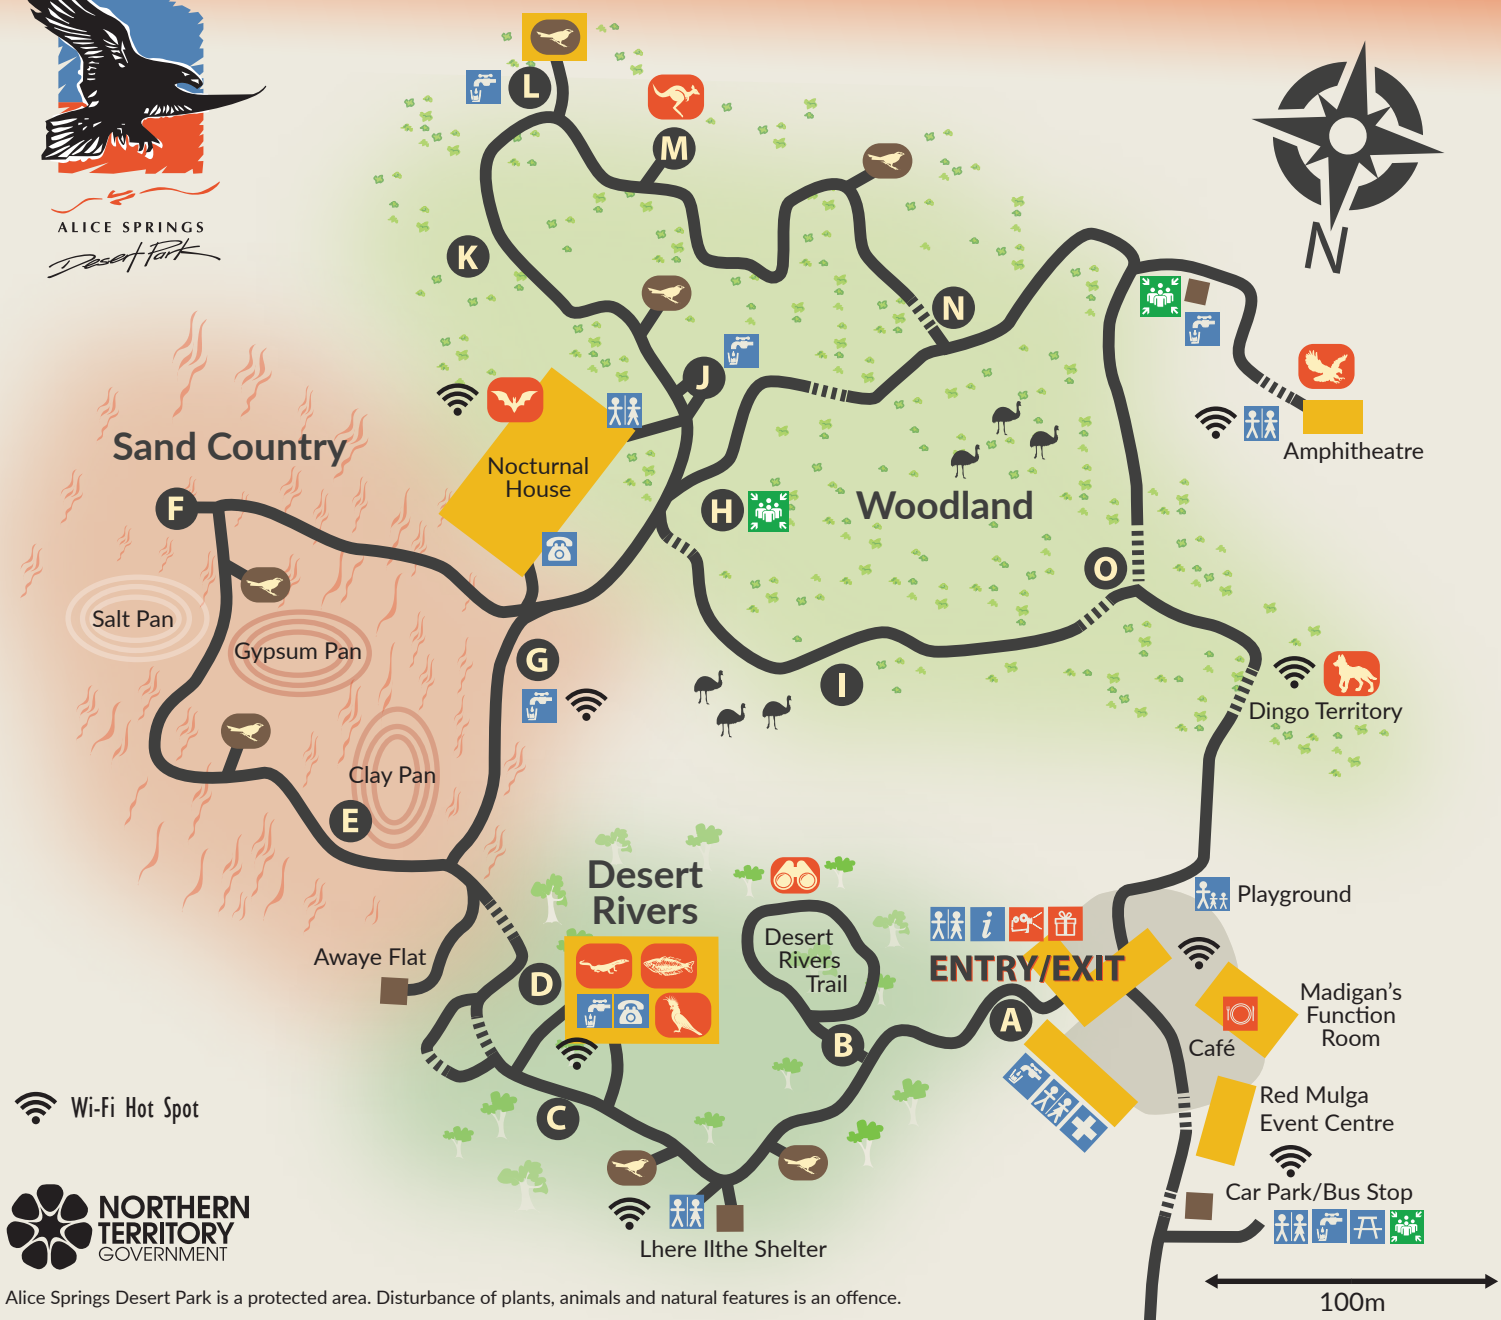 L
M
ALICE SPRINGS
Desert Park
K
N
N
J
Sand Country
Nocturnal
House
Amphitheatre
F
H
Woodland
O
Salt Pan
Gypsum Pan
G
I
Dingo Territory
Clay Pan
E
Desert
Rivers
Playground
Awaye Flat
Desert
Rivers
Trail
i
ENTRY/EXIT
D
A
B
Madigan's
Function
Room
Café
C
Wi-Fi Hot Spot
Red Mulga
Event Centre
NORTHERN
TERRITORY
GOVERNMENT
Car Park/Bus Stop
Lhere Ilthe Shelter
Alice Springs Desert Park is a protected area. Disturbance of plants, animals and natural features is an offence.
100m